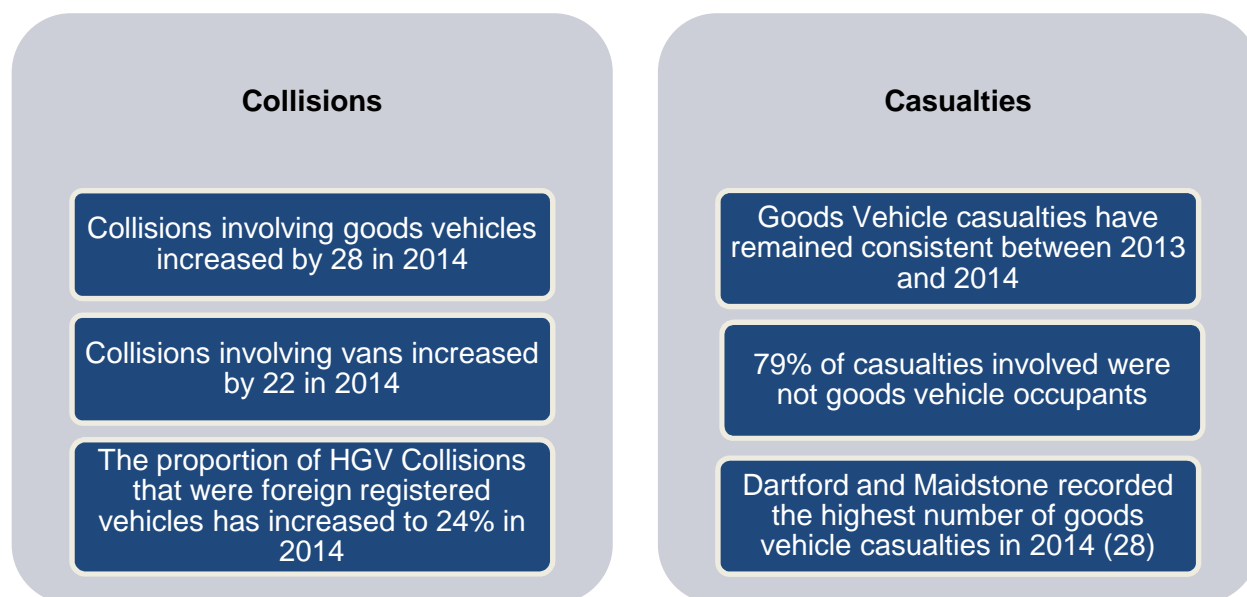 Collisions
Collisions involving goods vehicles
increased by 28 in 2014
Collisions involving vans increased
by 22 in 2014
The proportion of HGV Collisions
that were foreign registered
vehicles has increased to 24% in
2014
Casualties
Goods Vehicle casualties have
remained consistent between 2013
and 2014
79% of casualties involved were
not goods vehicle occupants
Dartford and Maidstone recorded
the highest number of goods
vehicle casualties in 2014 (28)